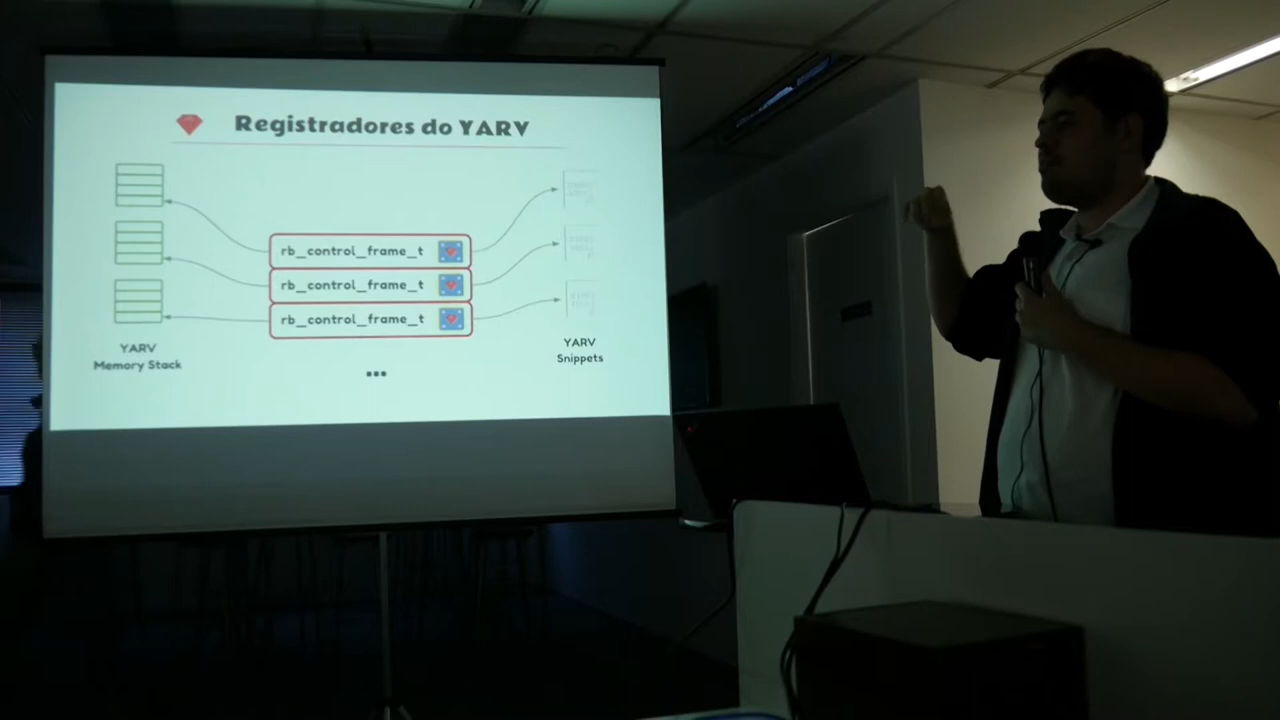 Registradores do YARV
rb_control_frame_t
rb_control_frame_t
rb_control_frame_t
YARV
Memory Stack
YARV
Snippets
...